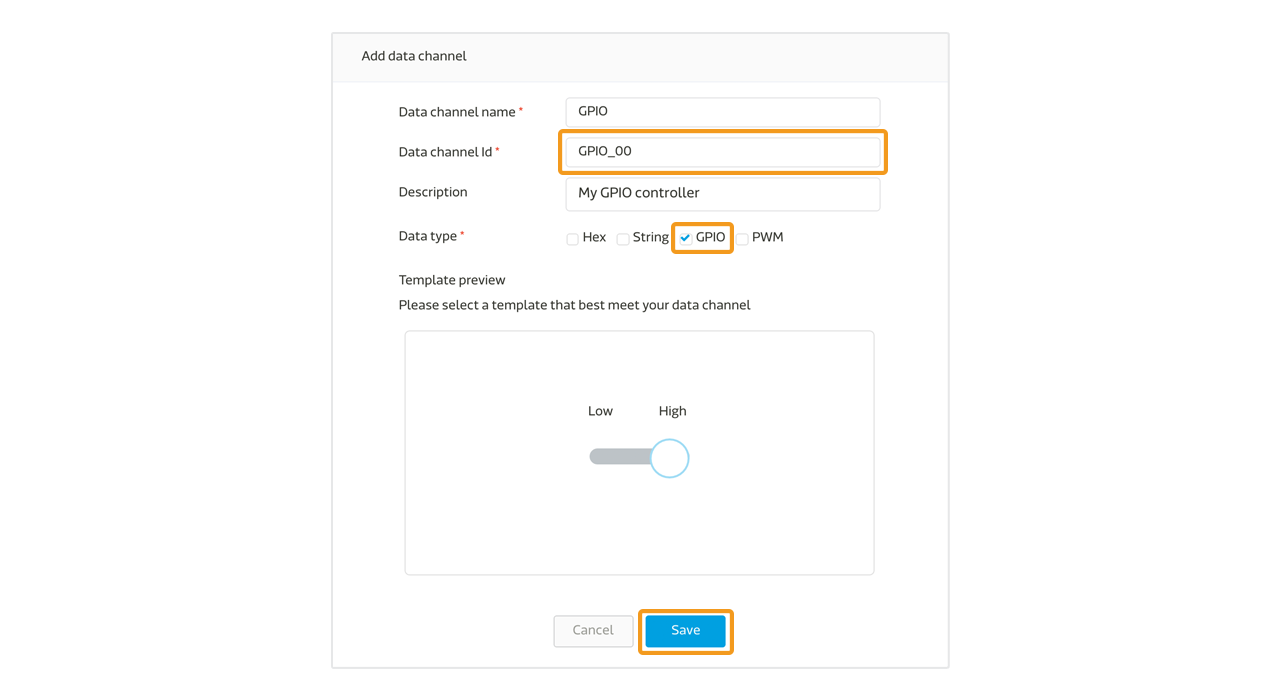 Add data channel
Data channel name * GPIO
Data channel Id * GPIO_00
Description My GPIO controller
Data type * Hex String GPIO PWM
Template preview
Please select a template that best meet your data channel
Low High
Cancel Save